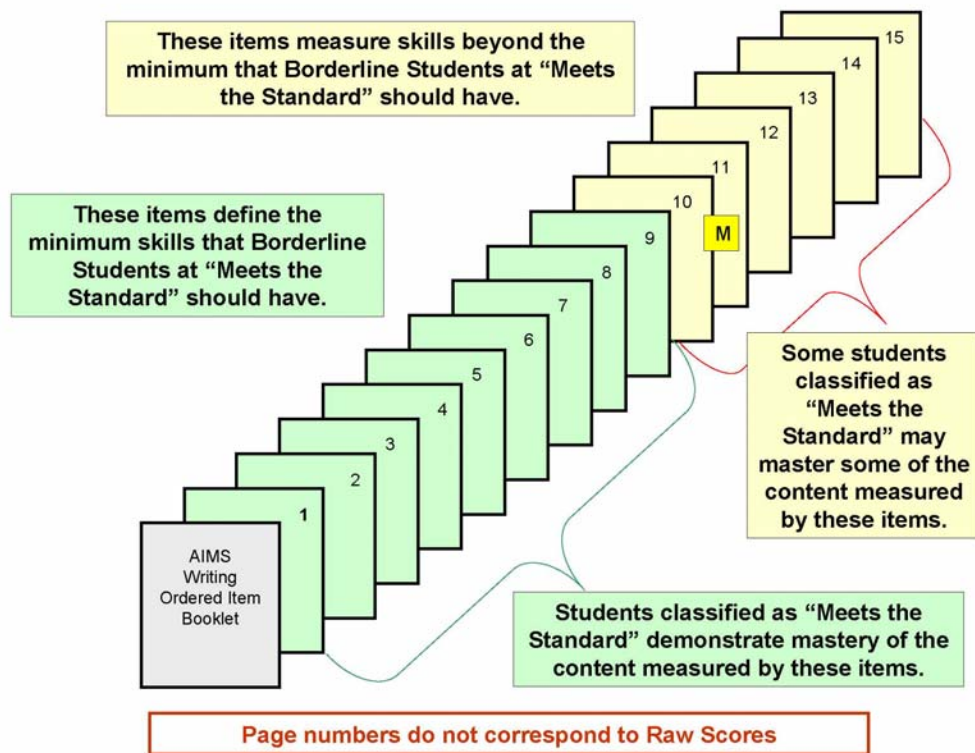 These items measure skills beyond the
minimum that Borderline Students at “Meets
the Standard” should have.
These items define the
minimum skills that Borderline
Students at “Meets the
Standard” should have.
15
14
13
12
11
10
M
9
8
7
6
5
4
3
2
1
AIMS
Writing
Ordered Item
Booklet
Some students
classified as
“Meets the
Standard” may
master some of the
content measured
by these items.
Students classified as “Meets the
Standard” demonstrate mastery of the
content measured by these items.
Page numbers do not correspond to Raw Scores